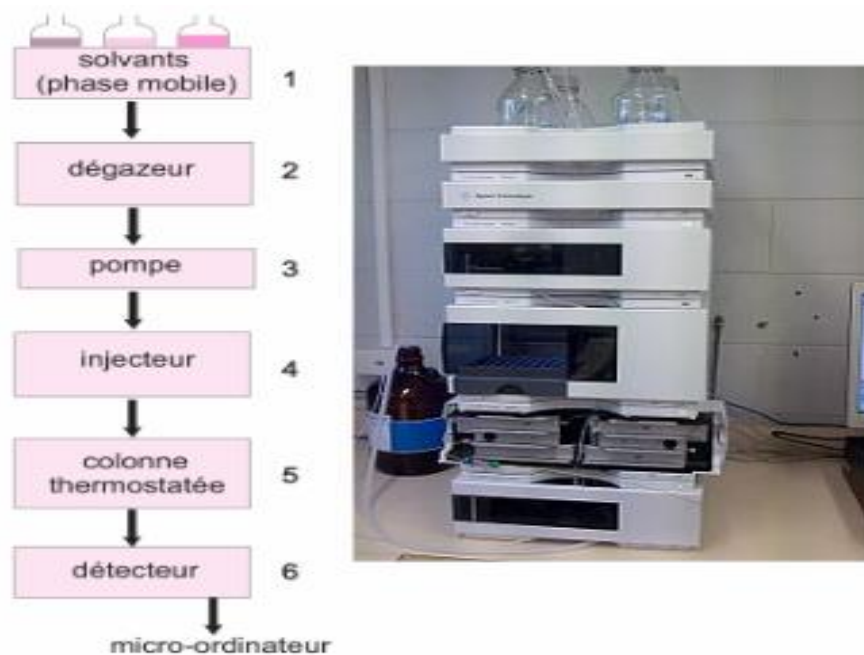 solvants
(phase mobile)
1
dégazeur
2
pompe
3
injecteur
4
colonne
thermostatée
5
détecteur
6
micro-ordinateur